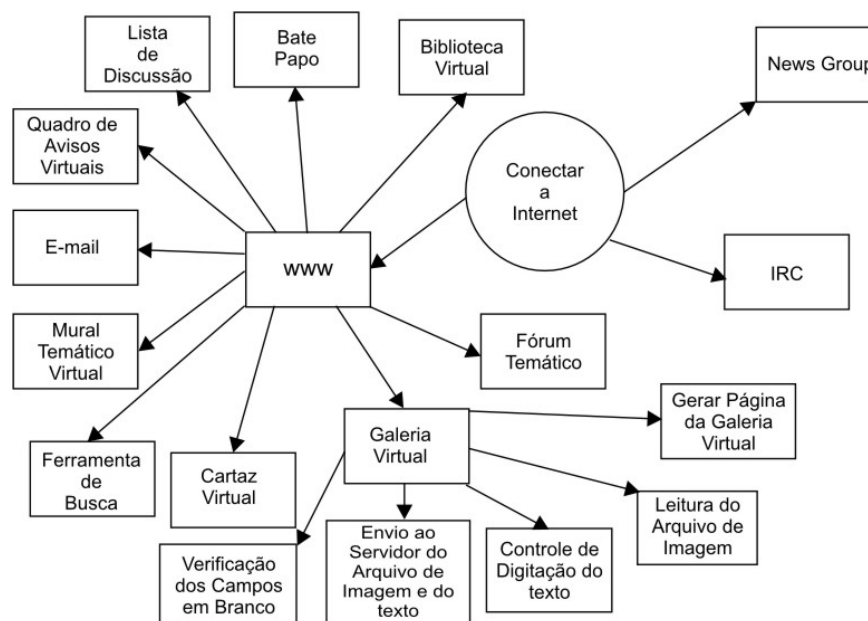 Lista
de
Discussão
Bate
Papo
Biblioteca
Virtual
News Group
Quadro de
Avisos
Virtuais
Conectar
a
Internet
E-mail
www
IRC
Mural
Temático
Virtual
Fórum
Temático
Gerar Página
da Galeria
Virtual
Galeria
Virtual
Ferramenta
de
Busca
Cartaz
Virtual
Leitura do
Arquivo de
Imagem
Verificação
dos Campos
em Branco
Envio ao
Servidor do
Arquivo de
Imagem e do
texto
Controle de
Digitação do
texto